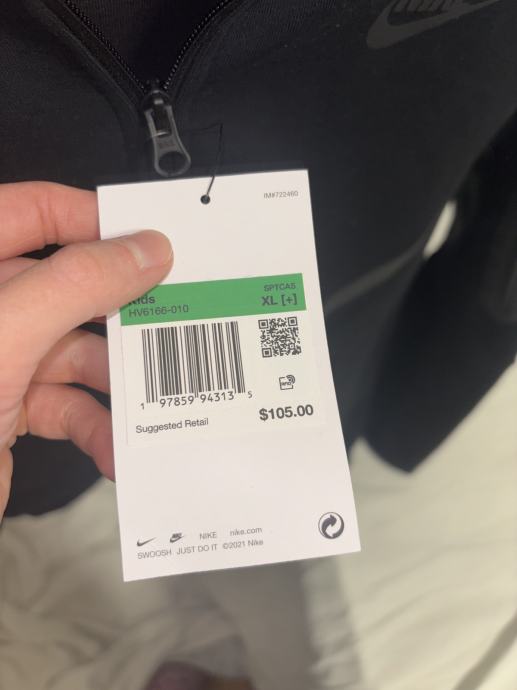 IM#722460
Kids
SPTCAS
HV6166-010
XL [+]
1 97859 94313 5
Suggested Retail
$105.00
NIKE nike.com
SWOOSH JUST DO IT ©2021 Nike